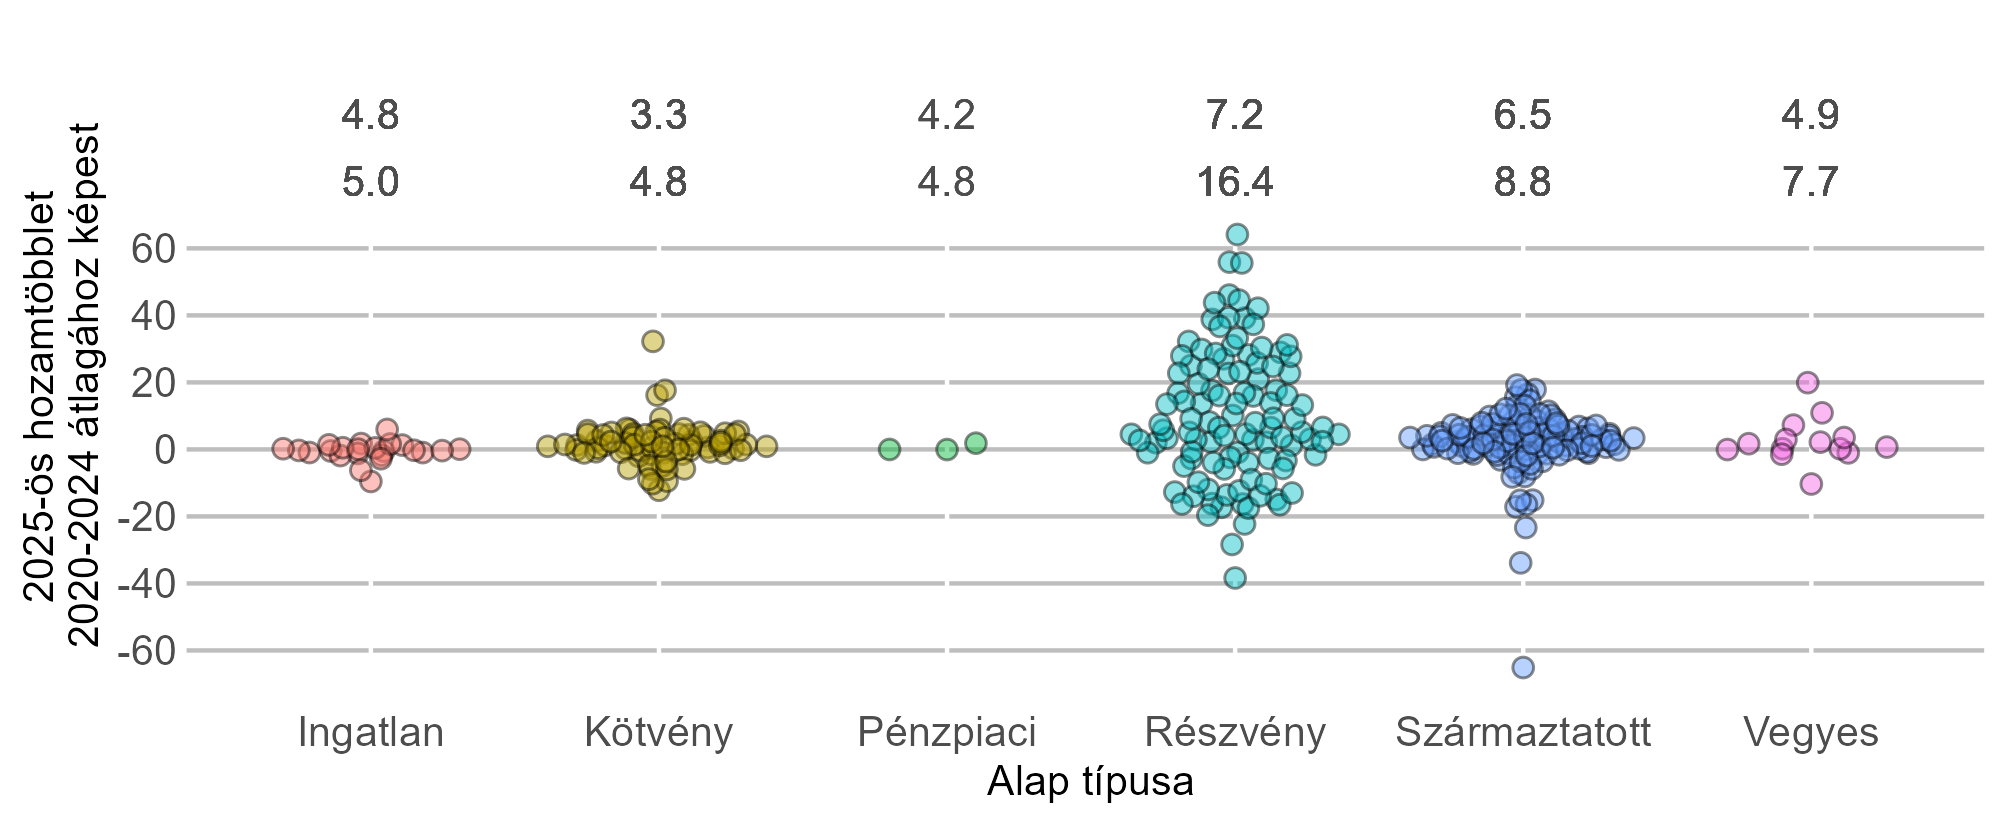 4.8 3.3 4.2 7.2 6.5 4.9
5.0 4.8 4.8 16.4 8.8 7.7
2025-ös hozamtöbblet
2020-2024 átlagához képest
60
40
20
0
-20
-40
-60
Ingatlan Kötvény Pénzpiaci Részvény Származtatott Vegyes
Alap típusa